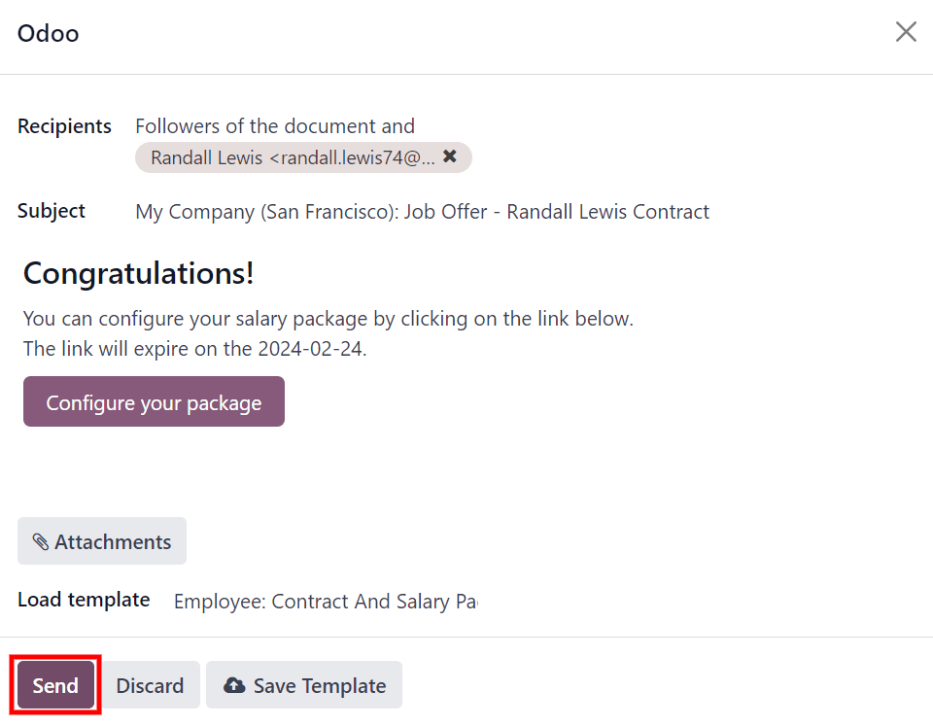 Odoo
Recipients Followers of the document and
Randall Lewis <randall.lewis74@... ✖
Subject My Company (San Francisco): Job Offer - Randall Lewis Contract
Congratulations!
You can configure your salary package by clicking on the link below.
The link will expire on the 2024-02-24.
Configure your package
Attachments
Load template Employee: Contract And Salary Pa
Send Discard Save Template